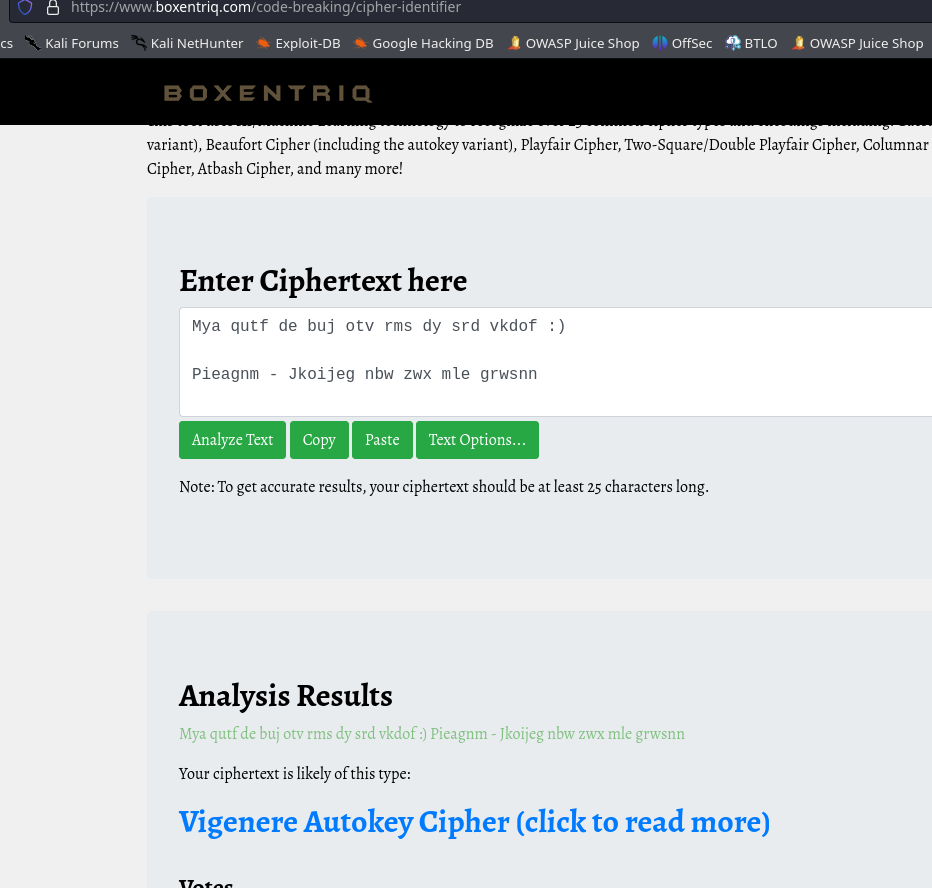 https://www.boxentriq.com/code-breaking/cipher-identifier
cs Kali Forums Kali NetHunter Exploit-DB Google Hacking DB OWASP Juice Shop OffSec BTLO OWASP Juice Shop
BOXENTRIQ
variant), Beaufort Cipher (including the autokey variant), Playfair Cipher, Two-Square/Double Playfair Cipher, Columnar
Cipher, Atbash Cipher, and many more!
Enter Ciphertext here
Mya qutf de buj otv rms dy srd vkdof :)
Pieagnm - Jkoijeg nbw zwx mle grwsnn
Analyze Text Copy Paste Text Options...
Note: To get accurate results, your ciphertext should be at least 25 characters long.
Analysis Results
Mya qutf de buj otv rms dy srd vkdof :) Pieagnm - Jkoijeg nbw zwx mle grwsnn
Your ciphertext is likely of this type:
Vigenere Autokey Cipher (click to read more)
Votes